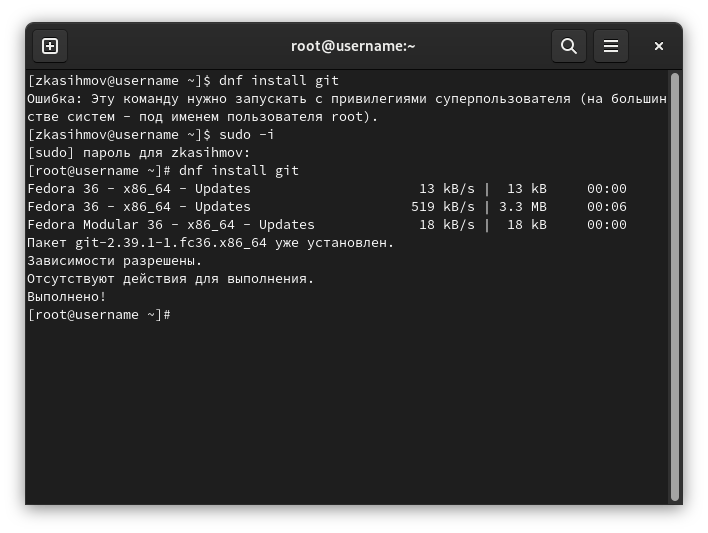 root@username:~
[zkasihmov@username ~]$ dnf install git
Ошибка: Эту команду нужно запускать с привилегиями суперпользователя (на большин
стве систем - под именем пользователя root).
[zkasihmov@username ~]$ sudo -i
[sudo] пароль для zkasihmov:
[root@username ~]# dnf install git
Fedora 36 - x86_64 - Updates 13 kB/s | 13 kB 00:00
Fedora 36 - x86_64 - Updates 519 kB/s | 3.3 MB 00:06
Fedora Modular 36 - x86_64 - Updates 18 kB/s | 18 kB 00:00
Пакет git-2.39.1-1.fc36.x86_64 уже установлен.
Зависимости разрешены.
Отсутствуют действия для выполнения.
Выполнено!
[root@username ~]#